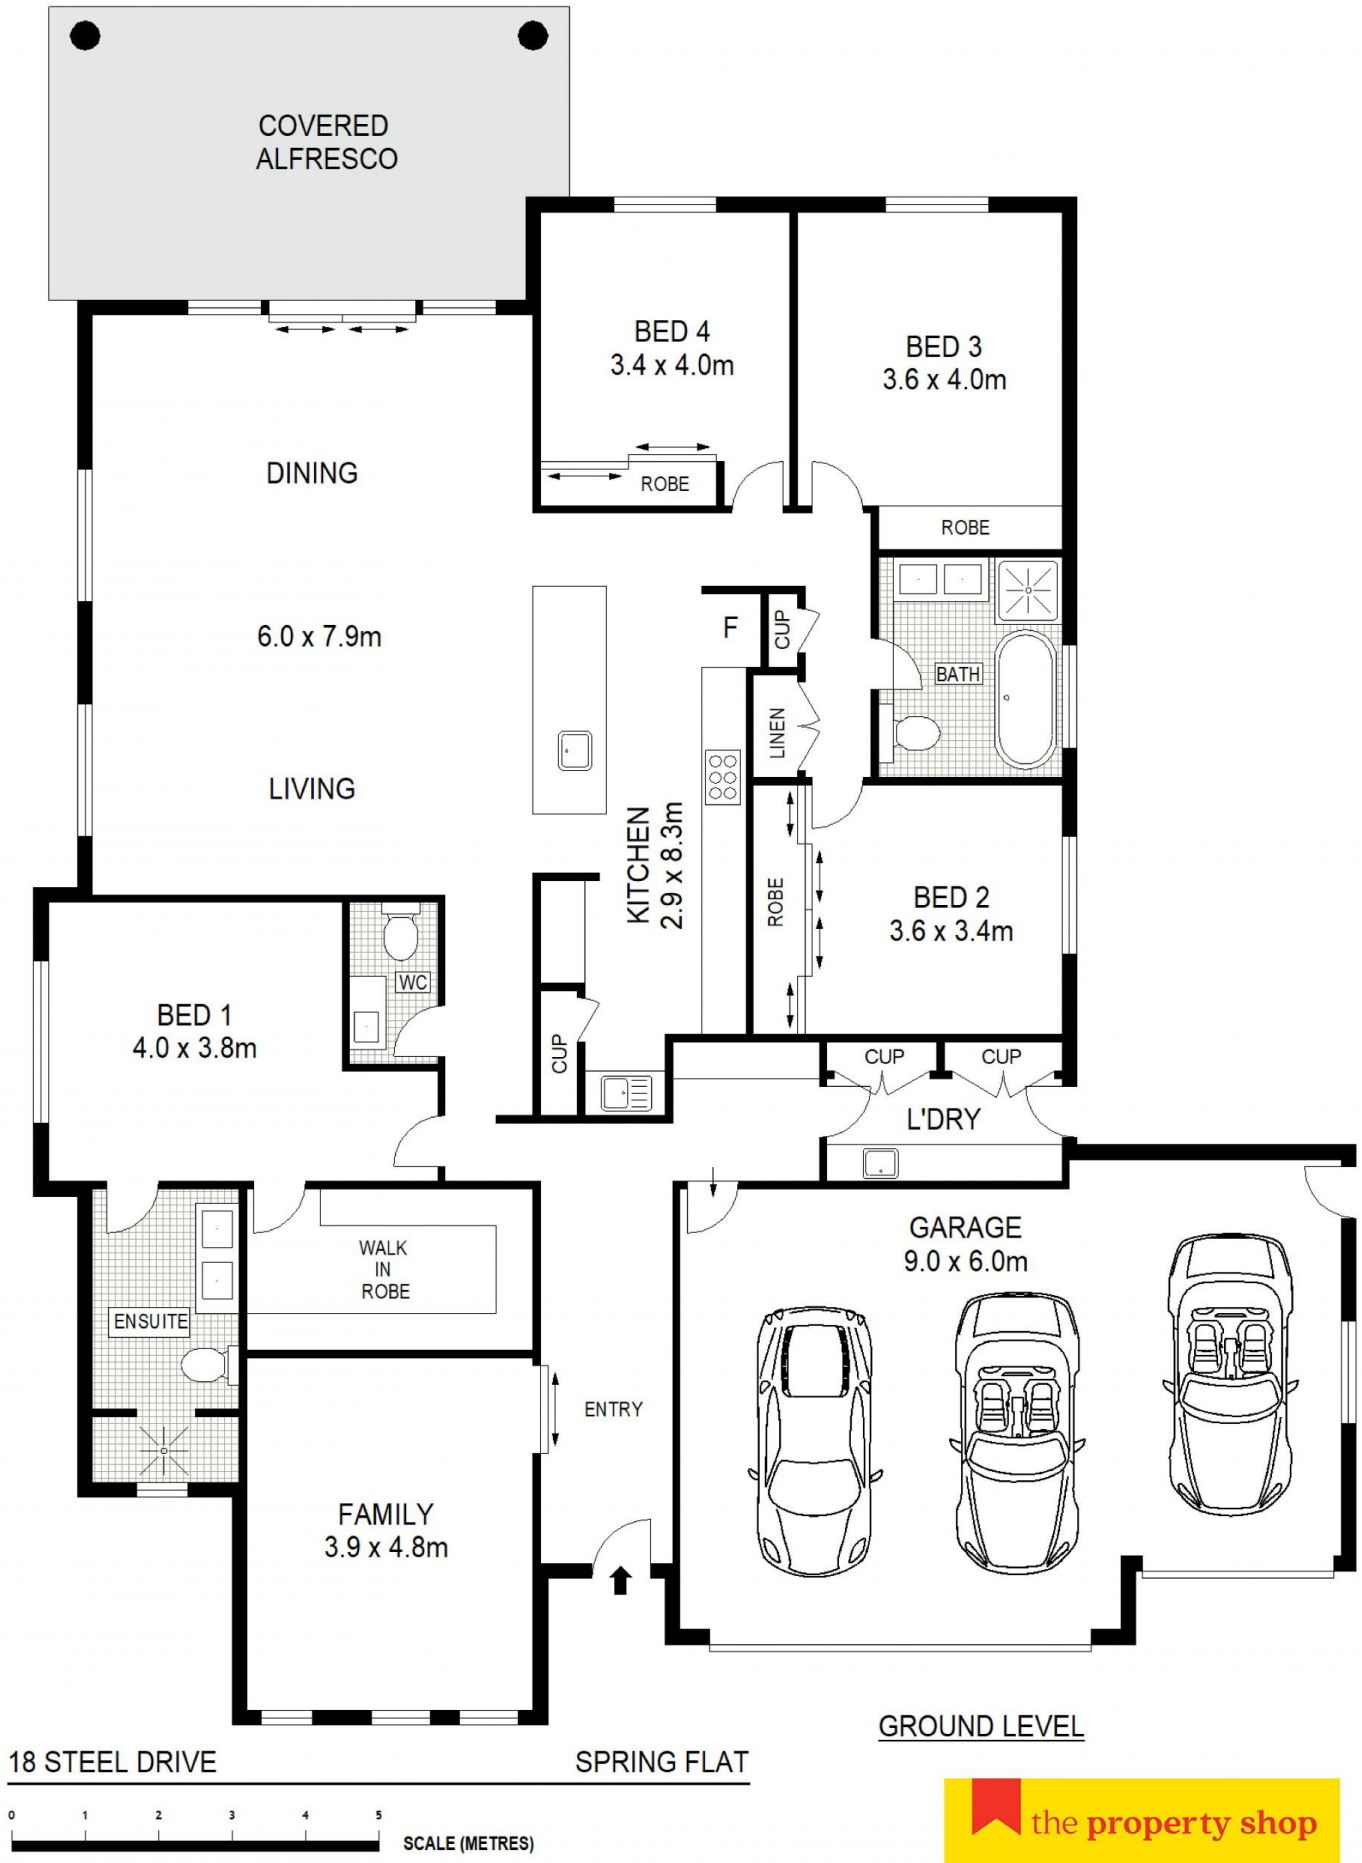 COVERED
ALFRESCO
BED 4
3.4 x 4.0m
BED 3
3.6 x 4.0m
DINING
ROBE
ROBE
6.0 x 7.9m
F
CUP
BATH
LINEN
LIVING
KITCHEN
2.9 x 8.3m
ROBE
BED 2
3.6 x 3.4m
WC
BED 1
4.0 x 3.8m
CUP
CUP
CUP
L'DRY
WALK
IN
ROBE
GARAGE
9.0 x 6.0m
ENSUITE
ENTRY
FAMILY
3.9 x 4.8m
GROUND LEVEL
18 STEEL DRIVE
SPRING FLAT
0 1 2 3 4 5
SCALE (METRES)
the property shop